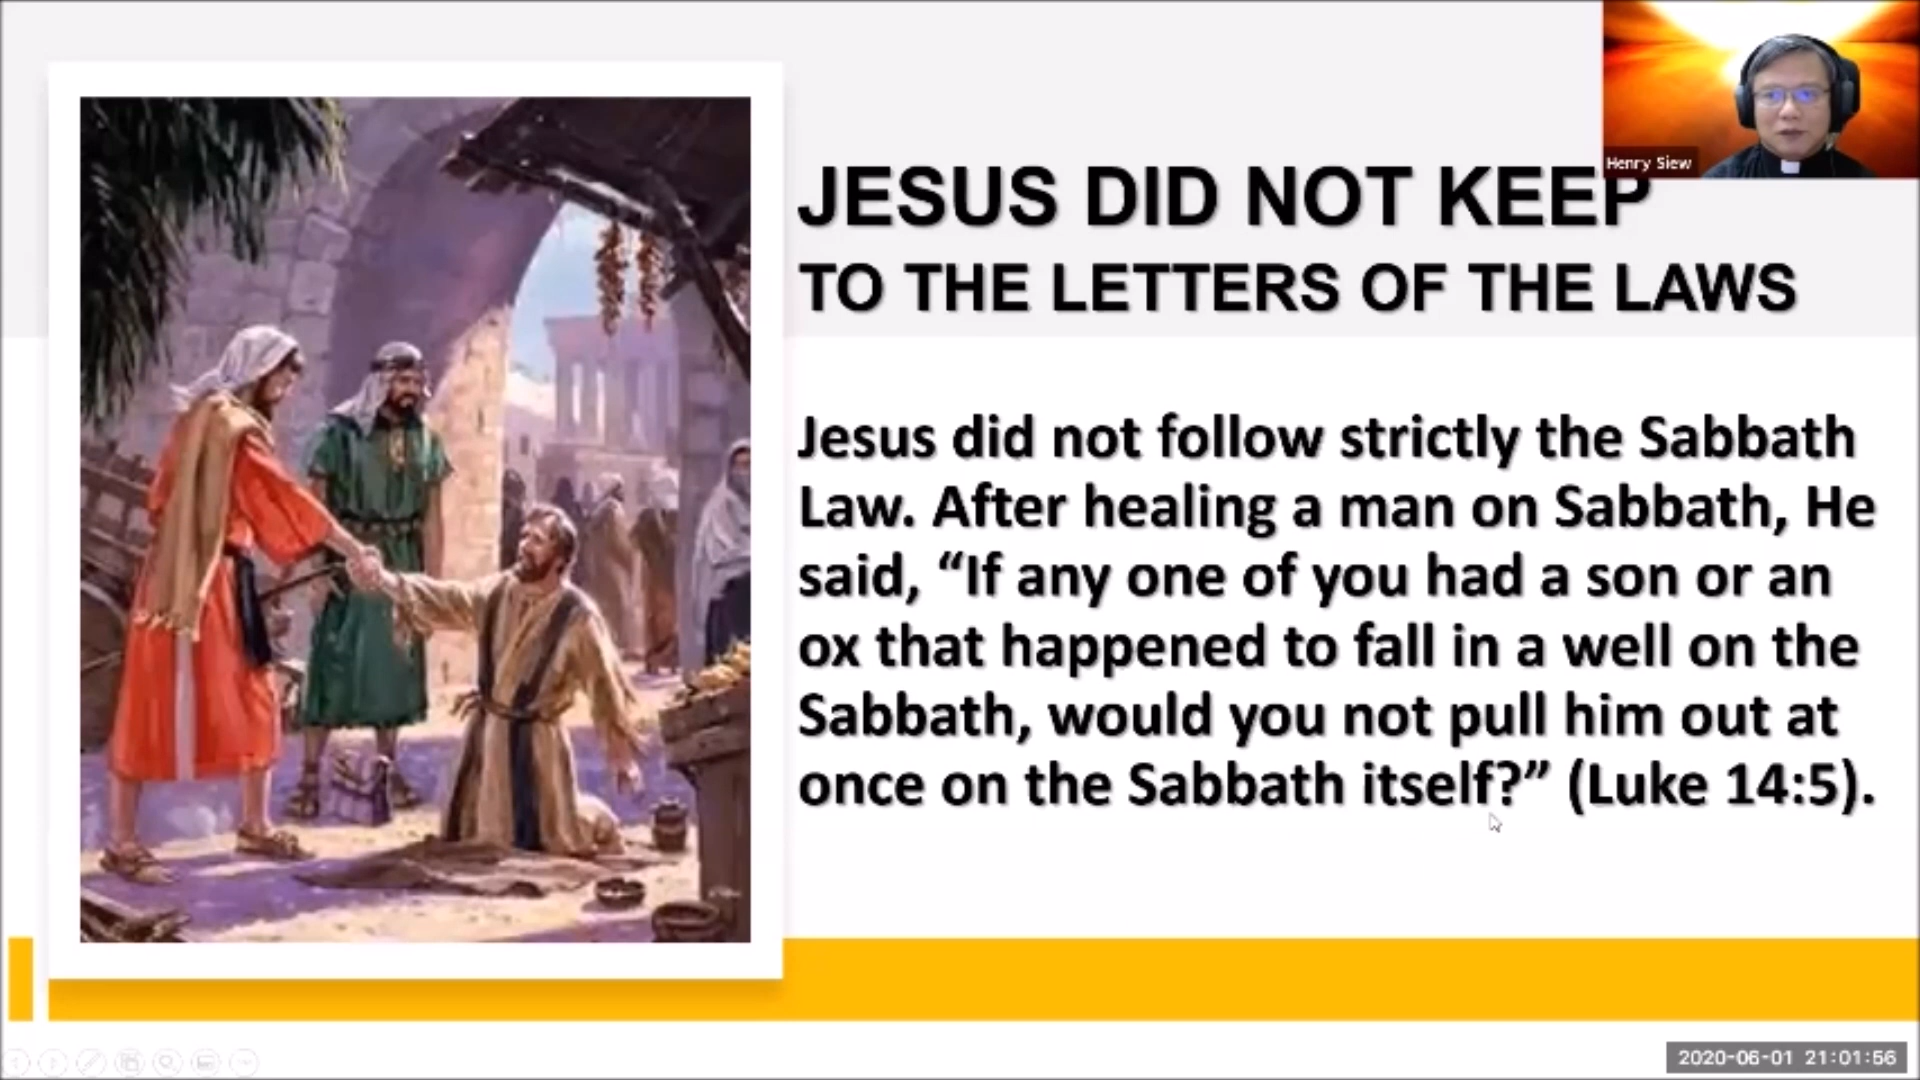 Henry Siew
JESUS DID NOT KEEP
TO THE LETTERS OF THE LAWS
Jesus did not follow strictly the Sabbath
Law. After healing a man on Sabbath, He
said, “If any one of you had a son or an
ox that happened to fall in a well on the
Sabbath, would you not pull him out at
once on the Sabbath itself?” (Luke 14:5).
2020-06-01 21:01:56